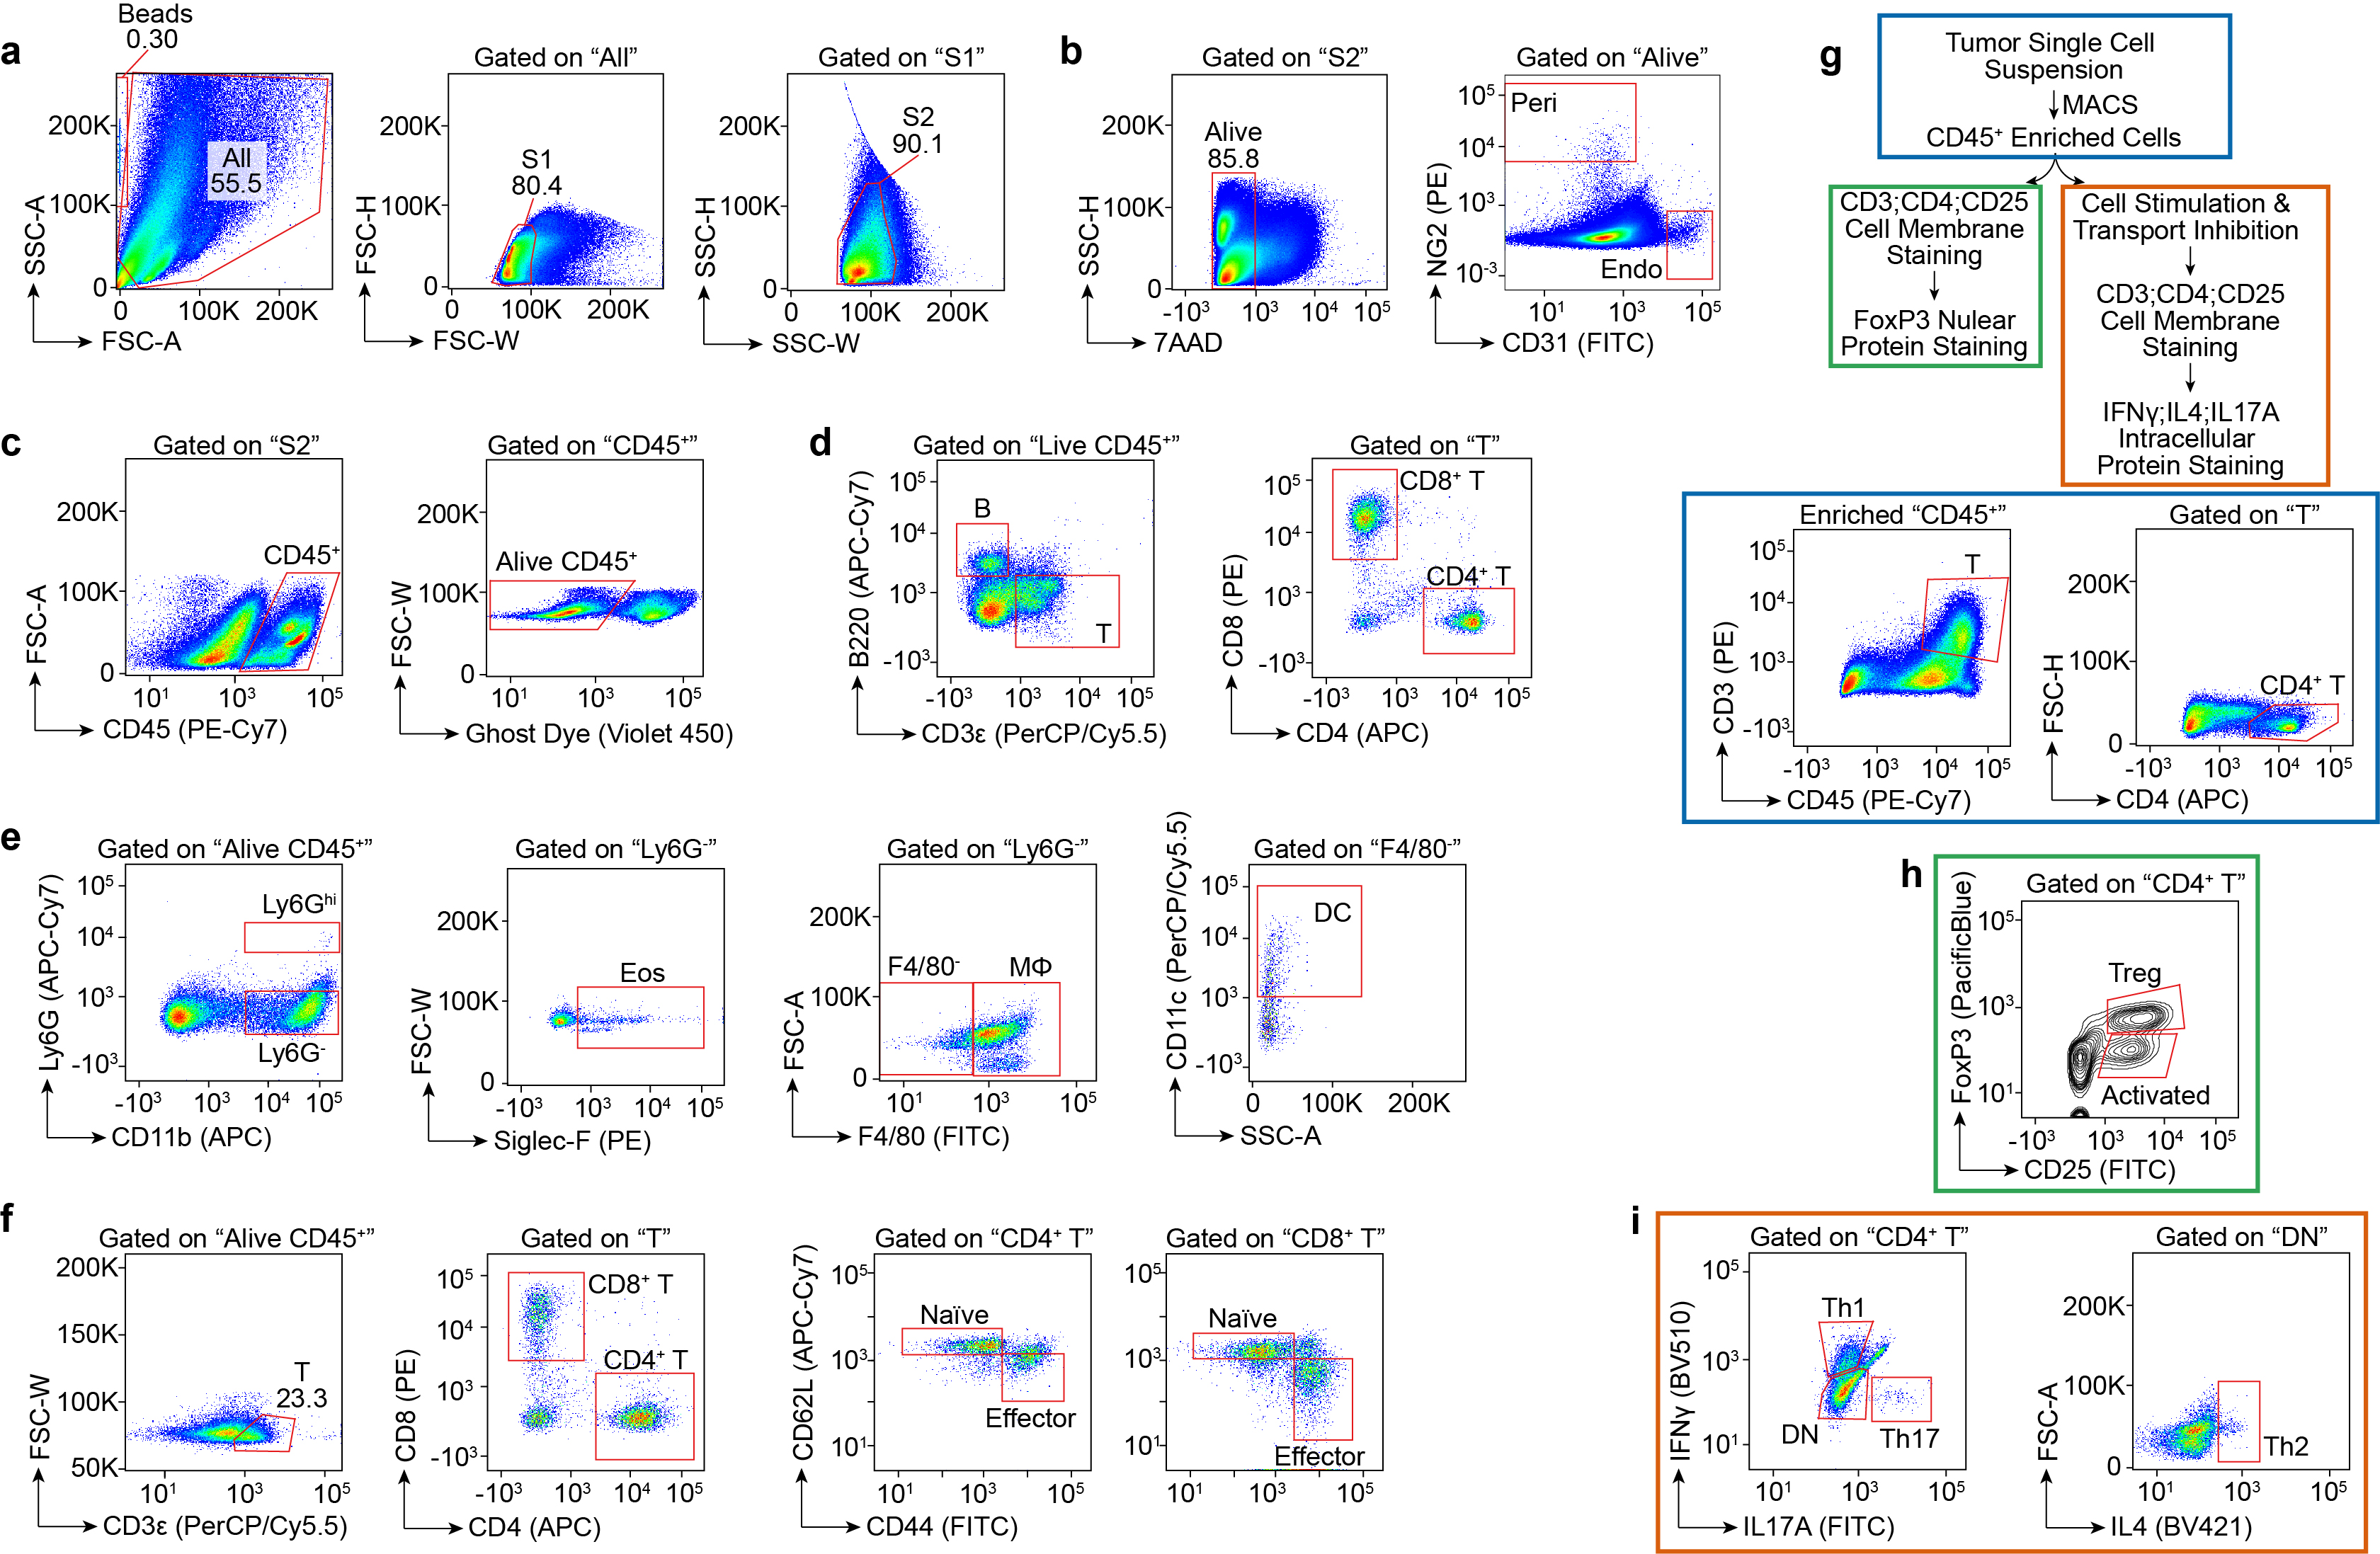 a
Beads
0.30
SSC-A
200K
100K
0
All
55.5
0
100K
200K
FSC-A
Gated on “All”
FSC-H
200K
100K
0
S1
80.4
0
100K
200K
FSC-W
Gated on “S1”
SSC-H
200K
100K
0
S2
90.1
0
100K
200K
SSC-W
b
Gated on “S2”
SSC-H
200K
100K
0
Alive
85.8
-10³
10³
10⁴
10⁵
7AAD
Gated on “Alive”
NG2 (PE)
10⁵
10⁴
10³
10⁻³
Peri
Endo
10¹
10³
10⁵
CD31 (FITC)
g
Tumor Single Cell
Suspension
MACS
CD45⁺ Enriched Cells
CD3;CD4;CD25
Cell Membrane
Staining
FoxP3 Nulear
Protein Staining
Cell Stimulation &
Transport Inhibition
CD3;CD4;CD25
Cell Membrane
Staining
IFNγ;IL4;IL17A
Intracellular
Protein Staining
Enriched “CD45⁺”
CD3 (PE)
10⁵
10⁴
10³
-10³
T
-10³
10³
10⁴
10⁵
CD45 (PE-Cy7)
Gated on “T”
FSC-H
200K
100K
0
CD4⁺ T
-10³
10³
10⁴
10⁵
CD4 (APC)
c
Gated on “S2”
FSC-A
200K
100K
0
CD45⁺
10¹
10³
10⁵
CD45 (PE-Cy7)
Gated on “CD45⁺”
FSC-W
200K
100K
0
Alive CD45⁺
10¹
10³
10⁵
Ghost Dye (Violet 450)
d
Gated on “Live CD45⁺”
B220 (APC-Cy7)
10⁵
10⁴
10³
-10³
B
T
-10³
10³
10⁴
10⁵
CD3ε (PerCP/Cy5.5)
Gated on “T”
CD8 (PE)
10⁵
10⁴
10³
-10³
CD8⁺ T
CD4⁺ T
-10³
10³
10⁴
10⁵
CD4 (APC)
e
Gated on “Alive CD45⁺”
Ly6G (APC-Cy7)
10⁵
10⁴
10³
-10³
Ly6Gʰⁱ
Ly6G⁻
-10³
10³
10⁴
10⁵
CD11b (APC)
Gated on “Ly6G⁻”
FSC-W
200K
100K
0
Eos
-10³
10³
10⁴
10⁵
Siglec-F (PE)
Gated on “Ly6G⁻”
FSC-A
200K
100K
0
F4/80⁻
MΦ
10¹
10³
10⁵
F4/80 (FITC)
Gated on “F4/80⁻”
CD11c (PerCP/Cy5.5)
10⁵
10⁴
10³
-10³
DC
0
100K
200K
SSC-A
h
Gated on “CD4⁺ T”
FoxP3 (PacificBlue)
10⁵
10³
10¹
Treg
Activated
-10³
10³
10⁴
10⁵
CD25 (FITC)
f
Gated on “Alive CD45⁺”
FSC-W
200K
150K
100K
50K
T
23.3
10¹
10³
10⁵
CD3ε (PerCP/Cy5.5)
Gated on “T”
CD8 (PE)
10⁵
10⁴
10³
-10³
CD8⁺ T
CD4⁺ T
-10³
10³
10⁴
10⁵
CD4 (APC)
Gated on “CD4⁺ T”
CD62L (APC-Cy7)
10⁵
10³
10¹
Naïve
Effector
10¹
10³
10⁵
CD44 (FITC)
Gated on “CD8⁺ T”
10⁵
10³
10¹
Naïve
Effector
10¹
10³
10⁵
i
Gated on “CD4⁺ T”
IFNγ (BV510)
10⁵
10³
10¹
Th1
DN
Th17
10¹
10³
10⁵
IL17A (FITC)
Gated on “DN”
FSC-A
200K
100K
0
Th2
10¹
10³
10⁵
IL4 (BV421)